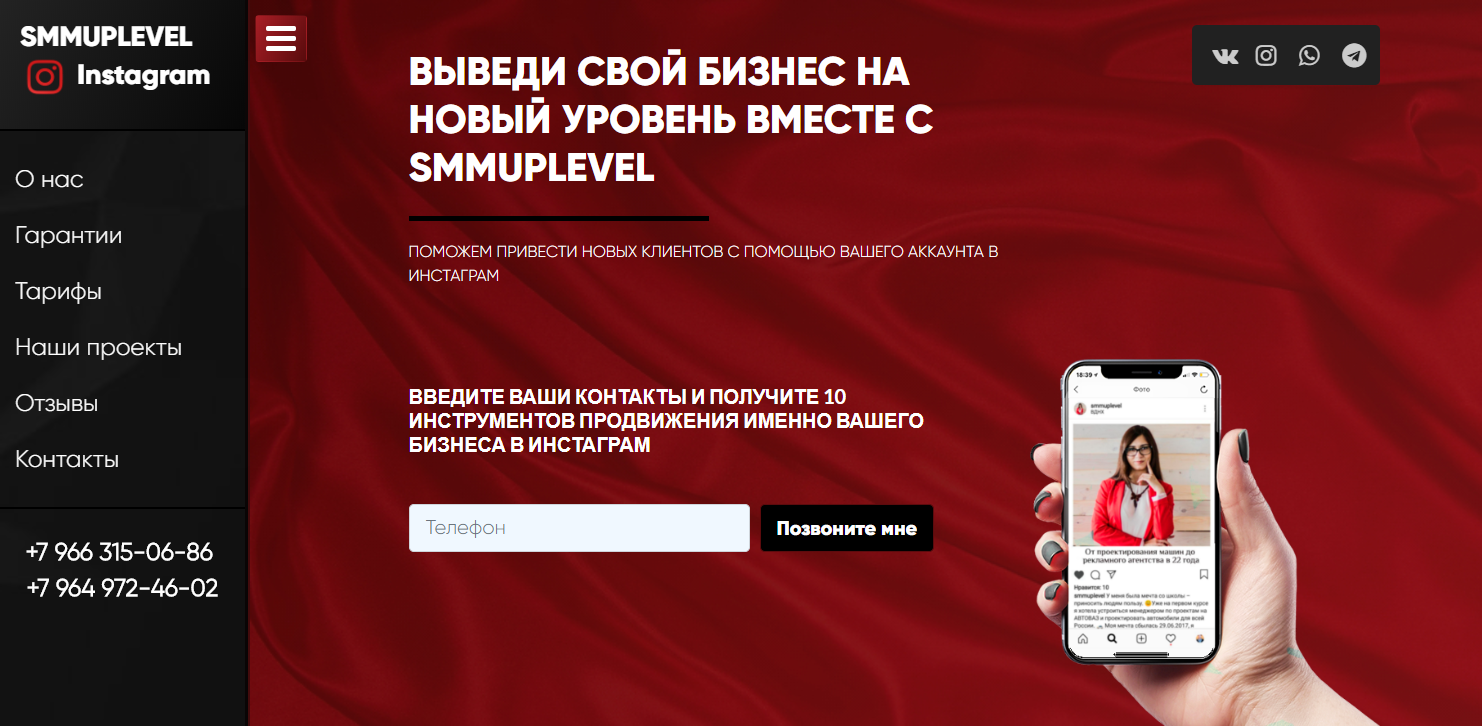 SMMUPLEVEL
Instagram
О нас
Гарантии
Тарифы
Наши проекты
Отзывы
Контакты
+7 966 315-06-86
+7 964 972-46-02
ВЫВЕДИ СВОЙ БИЗНЕС НА
НОВЫЙ УРОВЕНЬ ВМЕСТЕ С
SMMUPLEVEL
ПОМОЖЕМ ПРИВЕСТИ НОВЫХ КЛИЕНТОВ С ПОМОЩЬЮ ВАШЕГО АККАУНТА В
ИНСТАГРАМ
ВВЕДИТЕ ВАШИ КОНТАКТЫ И ПОЛУЧИТЕ 10
ИНСТРУМЕНТОВ ПРОДВИЖЕНИЯ ИМЕННО ВАШЕГО
БИЗНЕСА В ИНСТАГРАМ
Телефон
Позвоните мне
18:39
Фото
smmuplevel
ВДНХ
От проектирования машин до
рекламного агентства в 22 года
Нравится: 10
smmuplevel У меня была мечта со школы –
приносить людям пользу. Уже на первом курсе
я хотела устроиться менеджером по проектам на
АВТОВАЗ и проектировать автомобили для всей
России. Моя мечта сбылась 29.06.2017, я